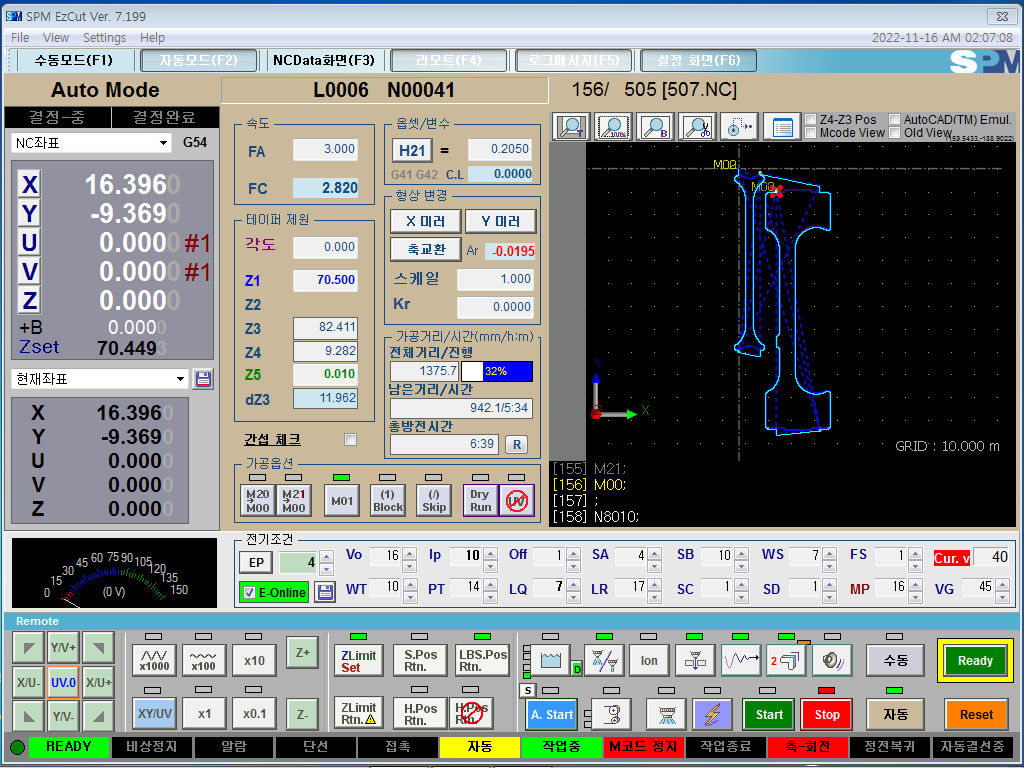 SPM EzCut Ver. 7.199
File View Settings Help
2022-11-16 AM 02:07:08
수동모드(F1) 자동모드(F2) NCData화면(F3) 리모트(F4) 로그메시지(F5) 설정 화면(F6) SPM
Auto Mode
L0006 N00041
156/ 505 [507.NC]
결정-중 결정완료
NC좌표 G54
X 16.3960
Y -9.3690
U 0.0000 #1
V 0.0000 #1
Z 0.0000
+B 0.0000
Zset 70.4493
현재좌표
X 16.3960
Y -9.3690
U 0.0000
V 0.0000
Z 0.0000
속도
FA 3.000
FC 2.820
테이퍼 제원
각도 0.000
Z1 70.500
Z2
Z3 82.411
Z4 9.282
Z5 0.010
dZ3 11.962
간섭 체크
옵셋/변수
H21 = 0.2050
G41 G42 C.L 0.0000
형상 변경
X 미러 Y 미러
축교환 Ar -0.0195
스케일 1.000
Kr 0.0000
가공거리/시간(mm/h:m)
전체거리/진행
1375.7 32%
남은거리/시간
942.1/5:34
총방전시간
6:39 R
가공옵션
M20 → M00
M21 → M00
M01
(1) Block
(/) Skip
Dry Run
UV
T 100% B
Z4-Z3 Pos AutoCAD(TM) Emul.
Mcode View Old View
M00
M00
Y
X
GRID : 10.000 m
[155] M21;
[156] M00;
[157] ;
[158] N8010;
전기조건
EP 4 Vo 16 Ip 10 Off 1 SA 4 SB 10 WS 7 FS 1 Cur. v 40
E-Online WT 10 PT 14 LQ 7 LR 17 SC 1 SD 1 MP 16 VG 45
0 15 30 45 60 75 90 105 120 135 150
(0 V)
Remote
Y/V+
X/U- UV.0 X/U+
Y/V-
x1000 x100 x10 Z+
XY/UV x1 x0.1 Z-
ZLimit Set
S.Pos Rtn.
LBS.Pos Rtn.
ZLimit Rtn.
H.Pos Rtn.
D Ion 2 수동 Ready
S A. Start Start Stop 자동 Reset
READY 비상정지 알람 단선 접촉 자동 작업중 M코드 정지 작업종료 축-회전 정전복귀 자동결선중